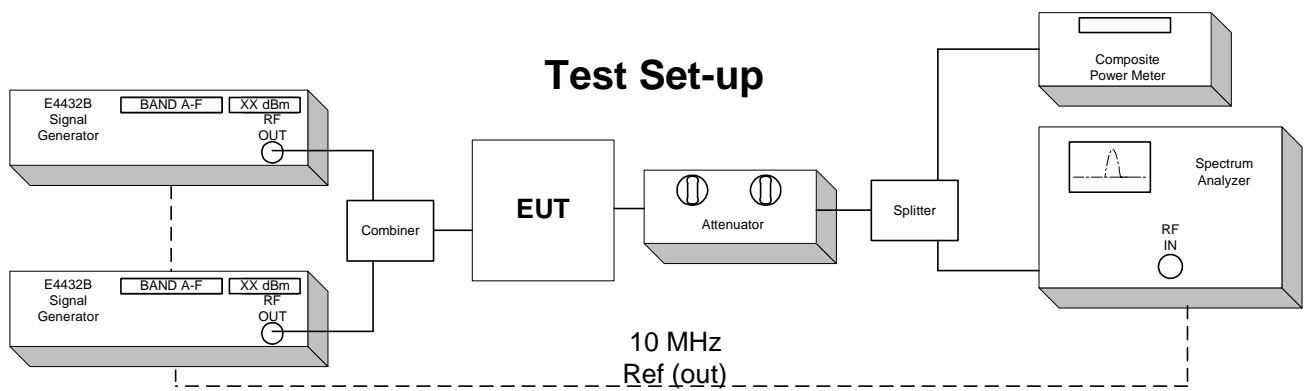 Test Set-up
E4432B
Signal
Generator
BAND A-F
XX dBm
RF
OUT
E4432B
Signal
Generator
BAND A-F
XX dBm
RF
OUT
Combiner
EUT
Attenuator
Splitter
Composite
Power Meter
Spectrum
Analyzer
RF
IN
10 MHz
Ref (out)